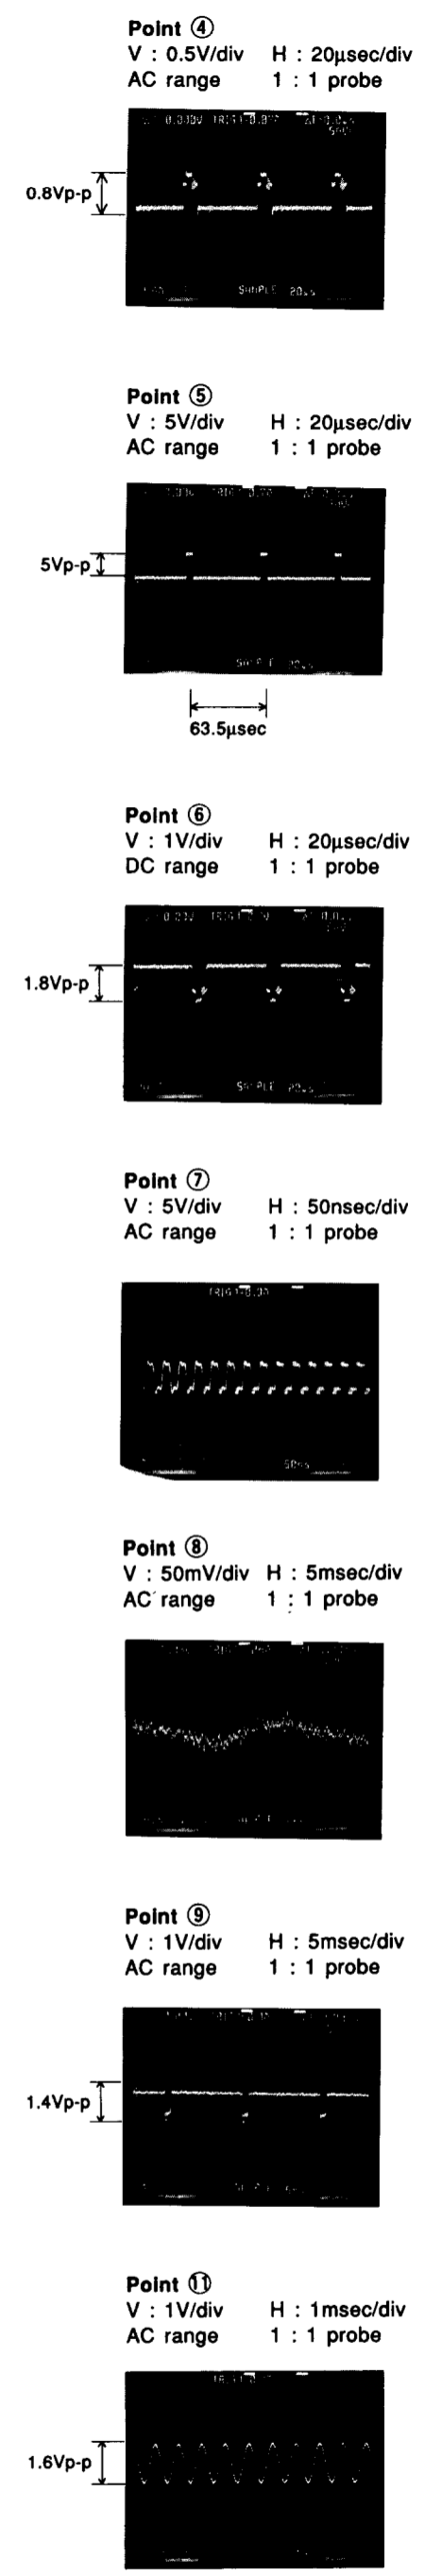 Point ④
V : 0.5V/div H : 20µsec/div
AC range 1 : 1 probe
0.8Vp-p
SAMPLE 20us
Point ⑤
V : 5V/div H : 20µsec/div
AC range 1 : 1 probe
5Vp-p
63.5µsec
Point ⑥
V : 1V/div H : 20µsec/div
DC range 1 : 1 probe
1.8Vp-p
SAMPLE 20us
Point ⑦
V : 5V/div H : 50nsec/div
AC range 1 : 1 probe
Point ⑧
V : 50mV/div H : 5msec/div
AC range 1 : 1 probe
Point ⑨
V : 1V/div H : 5msec/div
AC range 1 : 1 probe
1.4Vp-p
Point ⑪
V : 1V/div H : 1msec/div
AC range 1 : 1 probe
1.6Vp-p